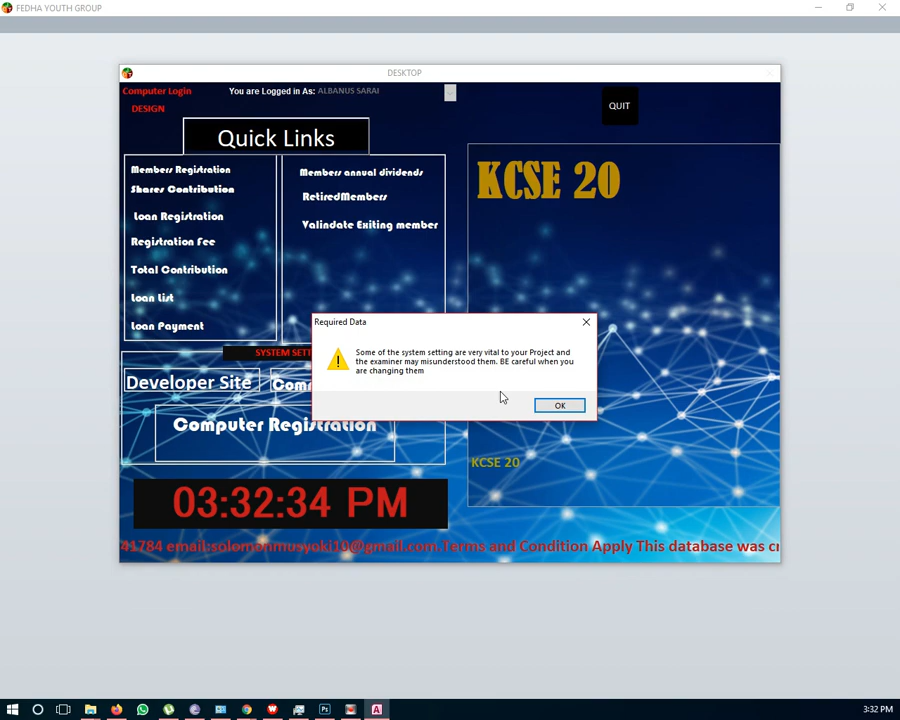 FEDHA YOUTH GROUP
DESKTOP
Computer Login
You are Logged in As: ALBANUS SARAI
DESIGN
QUIT
Quick Links
Members Registration
Shares Contribution
Loan Registration
Registration Fee
Total Contribution
Loan List
Loan Payment
Members annual dividends
RetiredMembers
Valindate Exiting member
KCSE 20
Required Data
Some of the system setting are very vital to your Project and
the examiner may misunderstood them. BE careful when you
are changing them
OK
SYSTEM SETT
Developer Site
Com
Computer Registration
KCSE 20
03:32:34 PM
41784 email:solomonmusyoki10@gmail.com.Terms and Condition Apply This database was cr
3:32 PM